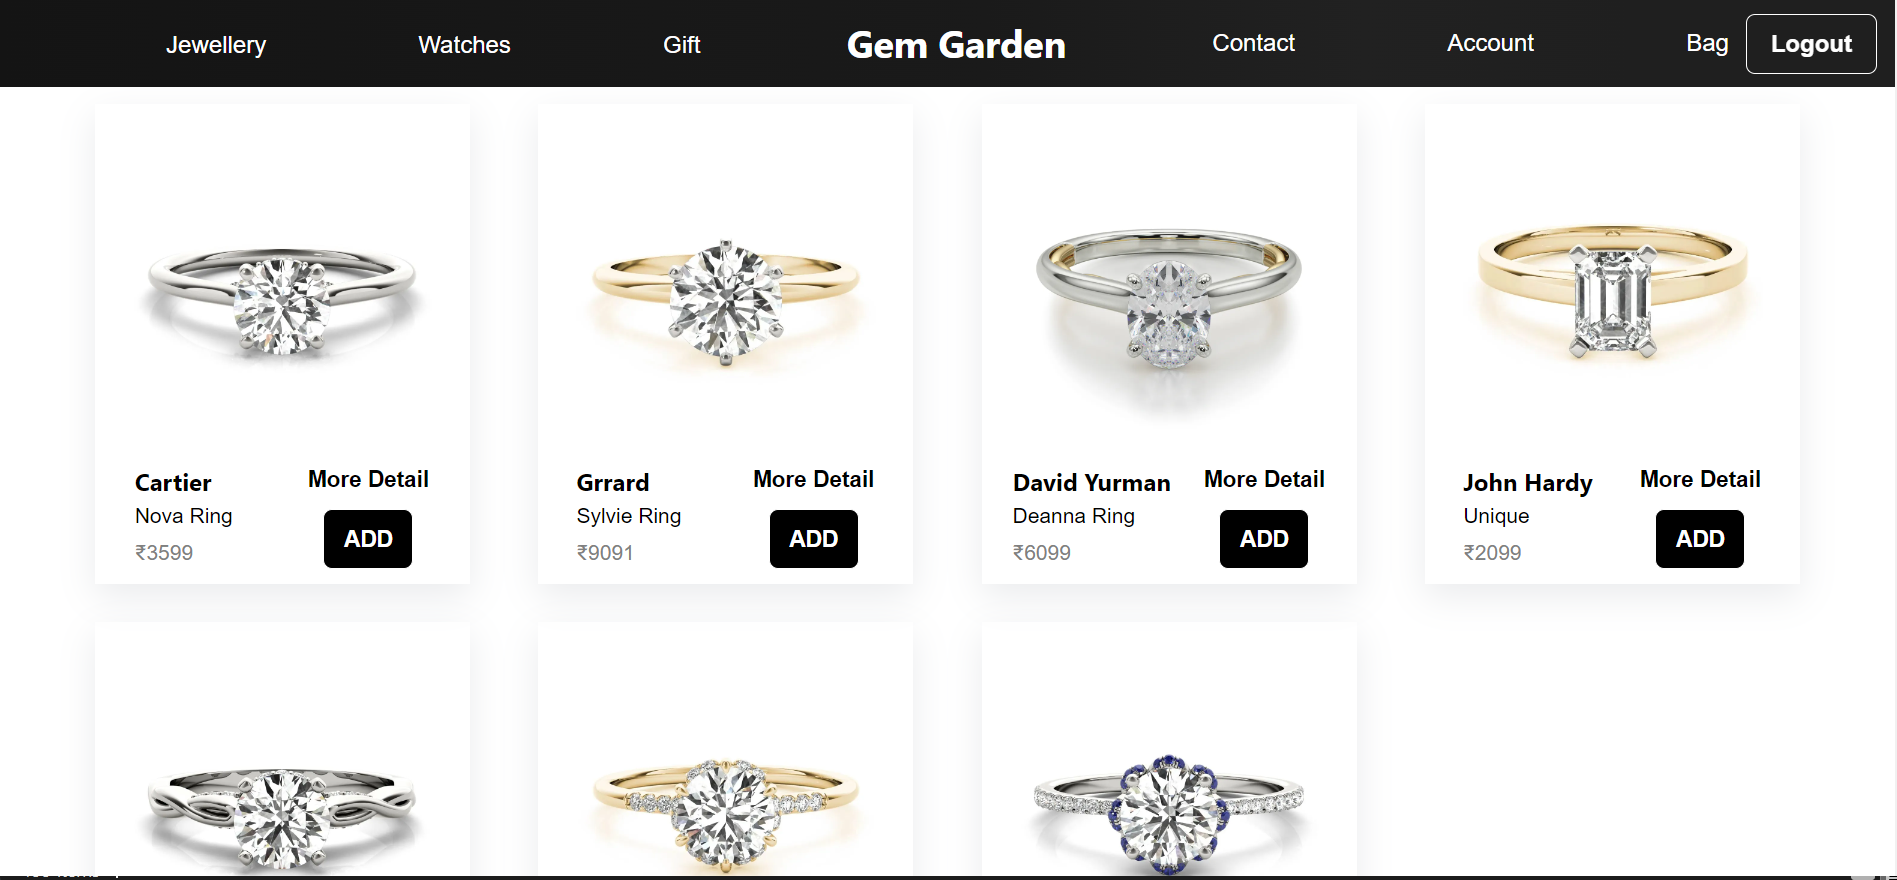 Jewellery Watches Gift Gem Garden Contact Account Bag Logout
Cartier More Detail
Nova Ring
₹3599 ADD
Grrard More Detail
Sylvie Ring
₹9091 ADD
David Yurman More Detail
Deanna Ring
₹6099 ADD
John Hardy More Detail
Unique
₹2099 ADD